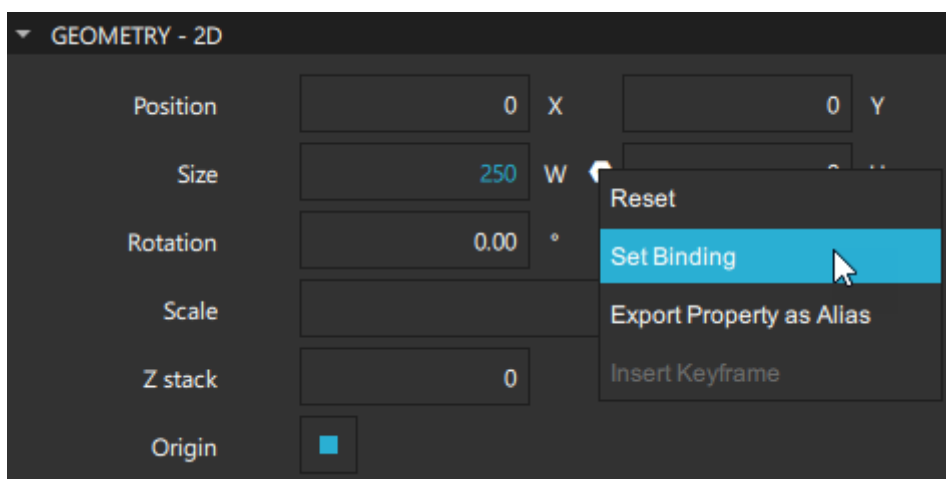 GEOMETRY - 2D
Position 0 X 0 Y
Size 250 W
Reset
Rotation 0.00 °
Set Binding
Scale
Export Property as Alias
Z stack 0
Insert Keyframe
Origin